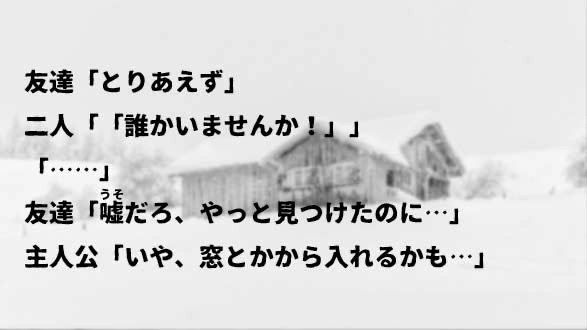 友達「とりあえず」
二人「「誰かいませんか！」」
「……」
友達「嘘だろ、やっと見つけたのに…」
主人公「いや、窓とかから入れるかも…」